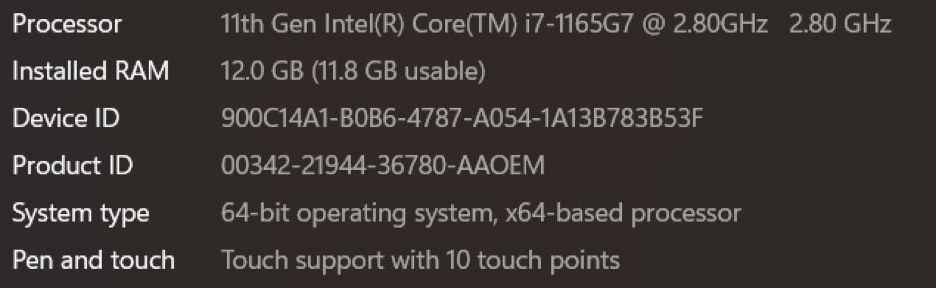 Processor 11th Gen Intel(R) Core(TM) i7-1165G7 @ 2.80GHz 2.80 GHz
Installed RAM 12.0 GB (11.8 GB usable)
Device ID 900C14A1-B0B6-4787-A054-1A13B783B53F
Product ID 00342-21944-36780-AAOEM
System type 64-bit operating system, x64-based processor
Pen and touch Touch support with 10 touch points